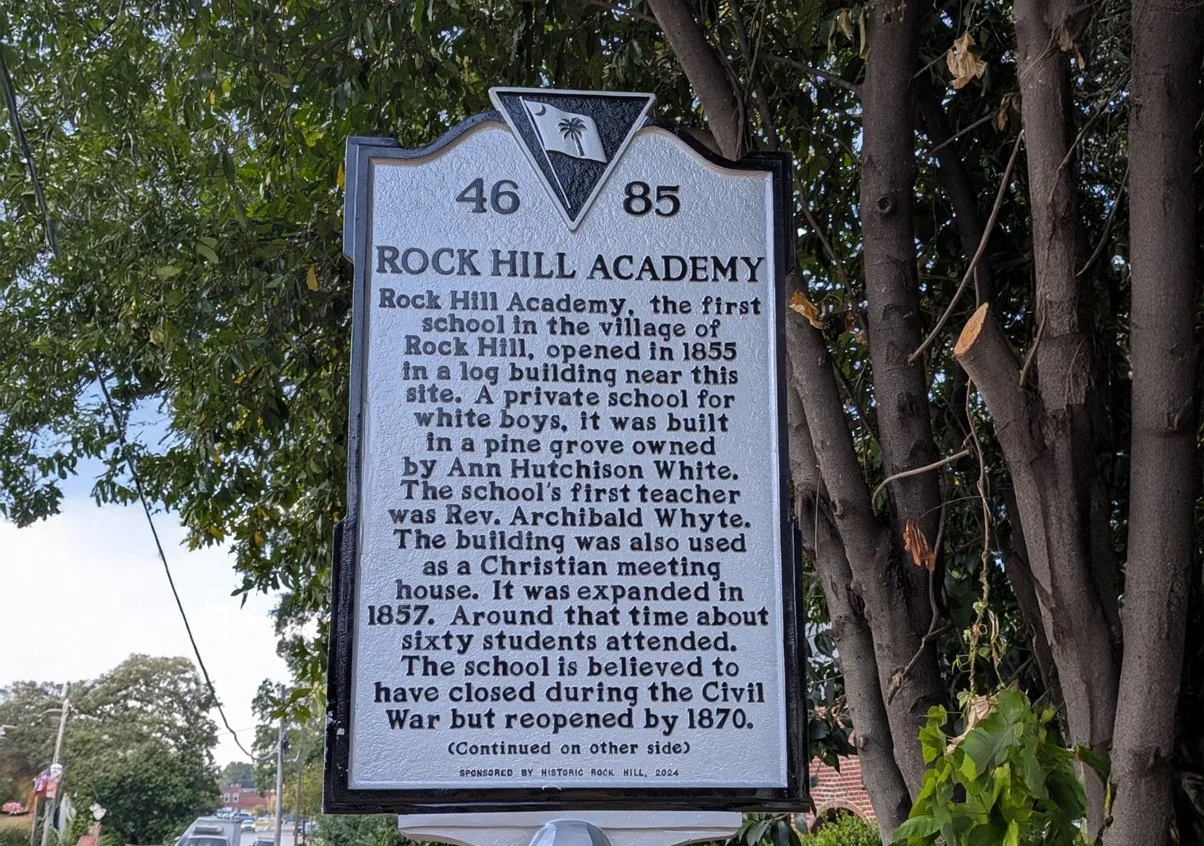 46 85
ROCK HILL ACADEMY
Rock Hill Academy, the first
school in the village of
Rock Hill, opened in 1855
in a log building near this
site. A private school for
white boys, it was built
in a pine grove owned
by Ann Hutchison White.
The school's first teacher
was Rev. Archibald Whyte.
The building was also used
as a Christian meeting
house. It was expanded in
1857. Around that time about
sixty students attended.
The school is believed to
have closed during the Civil
War but reopened by 1870.
(Continued on other side)
SPONSORED BY HISTORIC ROCK HILL, 2024